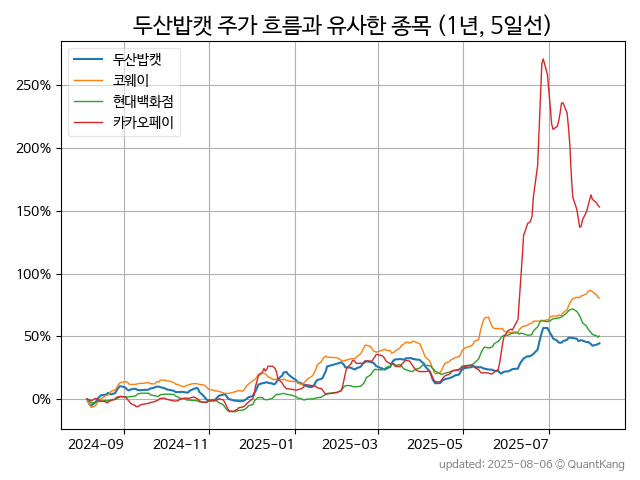 두산밥캣 주가 흐름과 유사한 종목 (1년, 5일선)
두산밥캣
코웨이
현대백화점
카카오페이
250%
200%
150%
100%
50%
0%
2024-09 2024-11 2025-01 2025-03 2025-05 2025-07
updated: 2025-08-06 © QuantKang